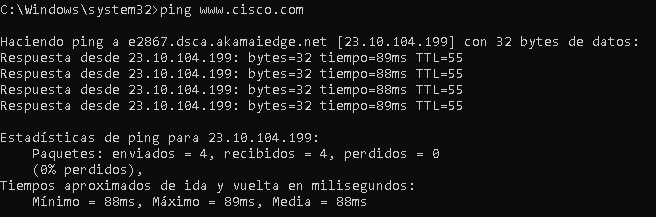 C:\Windows\system32>ping www.cisco.com
Haciendo ping a e2867.dsca.akamaiedge.net [23.10.104.199] con 32 bytes de datos:
Respuesta desde 23.10.104.199: bytes=32 tiempo=89ms TTL=55
Respuesta desde 23.10.104.199: bytes=32 tiempo=88ms TTL=55
Respuesta desde 23.10.104.199: bytes=32 tiempo=88ms TTL=55
Respuesta desde 23.10.104.199: bytes=32 tiempo=89ms TTL=55
Estadísticas de ping para 23.10.104.199:
Paquetes: enviados = 4, recibidos = 4, perdidos = 0
(0% perdidos),
Tiempos aproximados de ida y vuelta en milisegundos:
Mínimo = 88ms, Máximo = 89ms, Media = 88ms